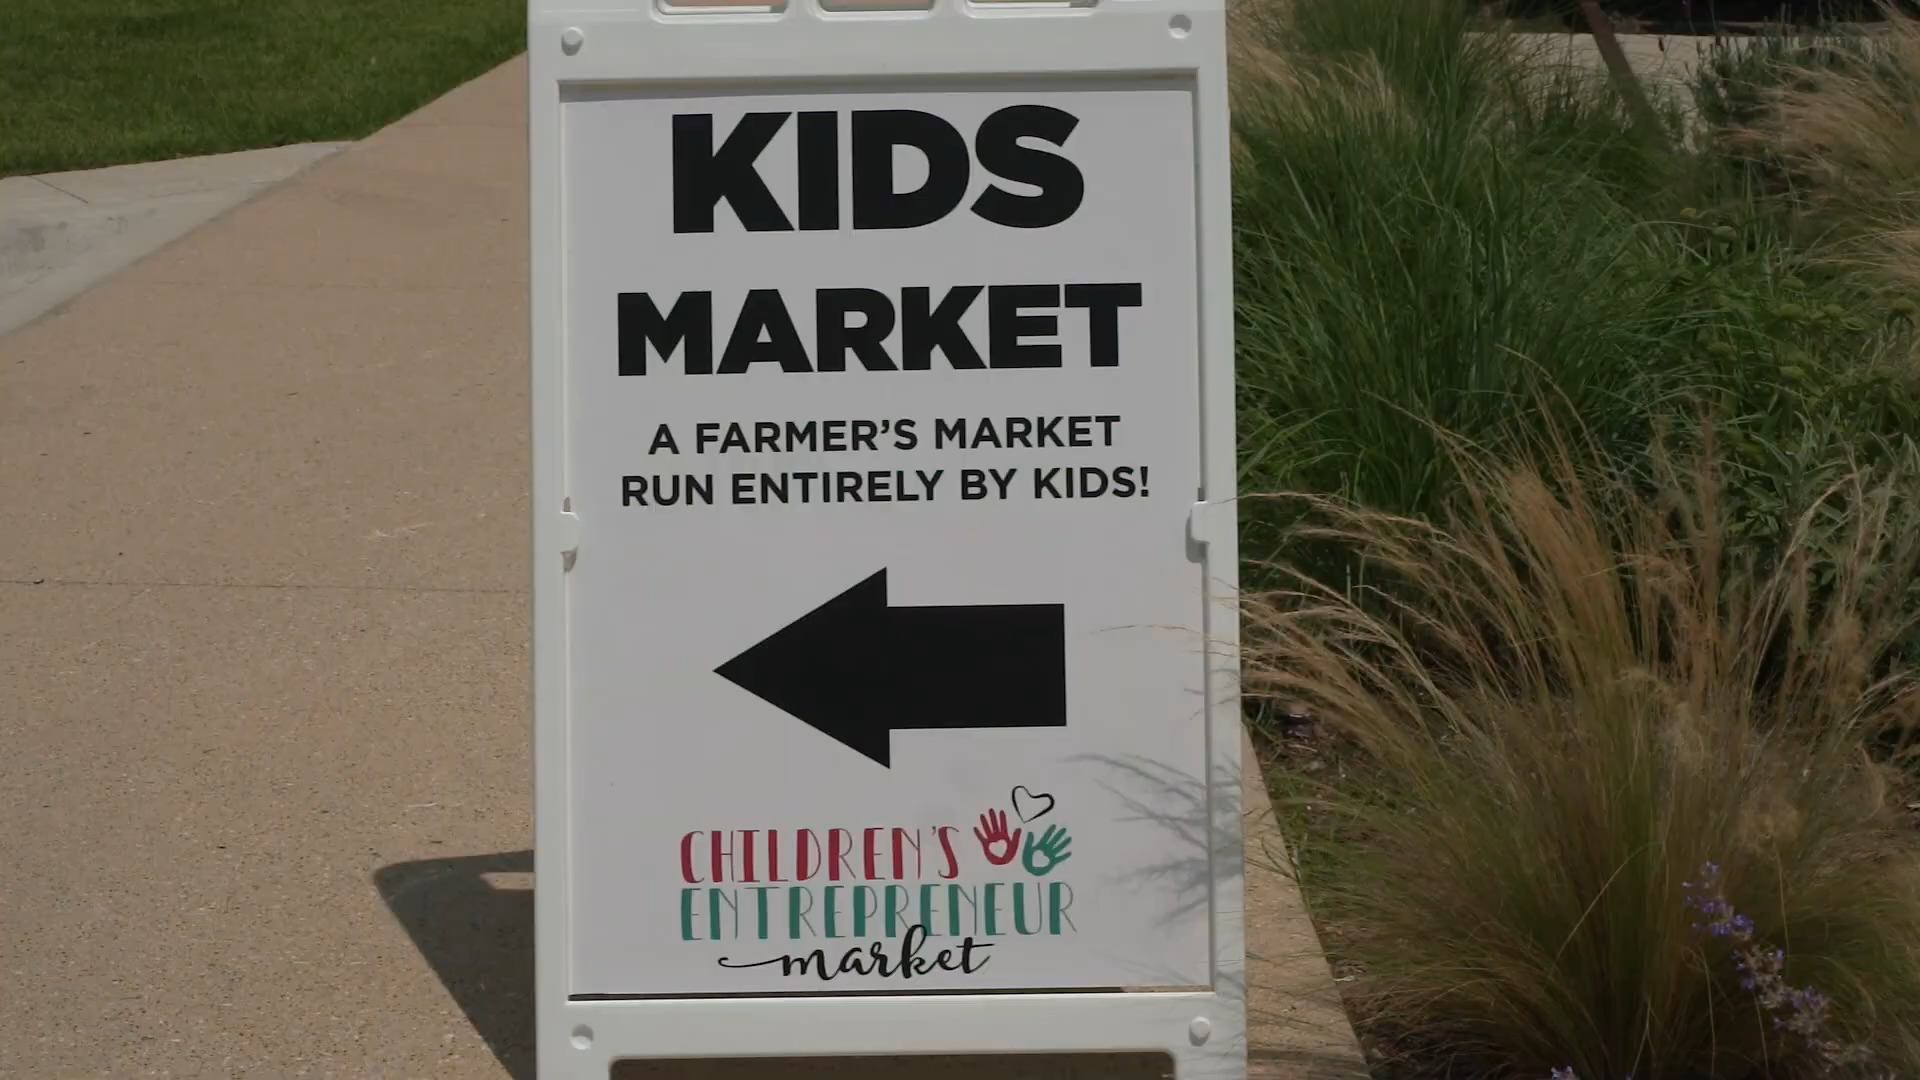 KIDS
MARKET
A FARMER'S MARKET
RUN ENTIRELY BY KIDS!
CHILDREN'S
ENTREPRENEUR
market